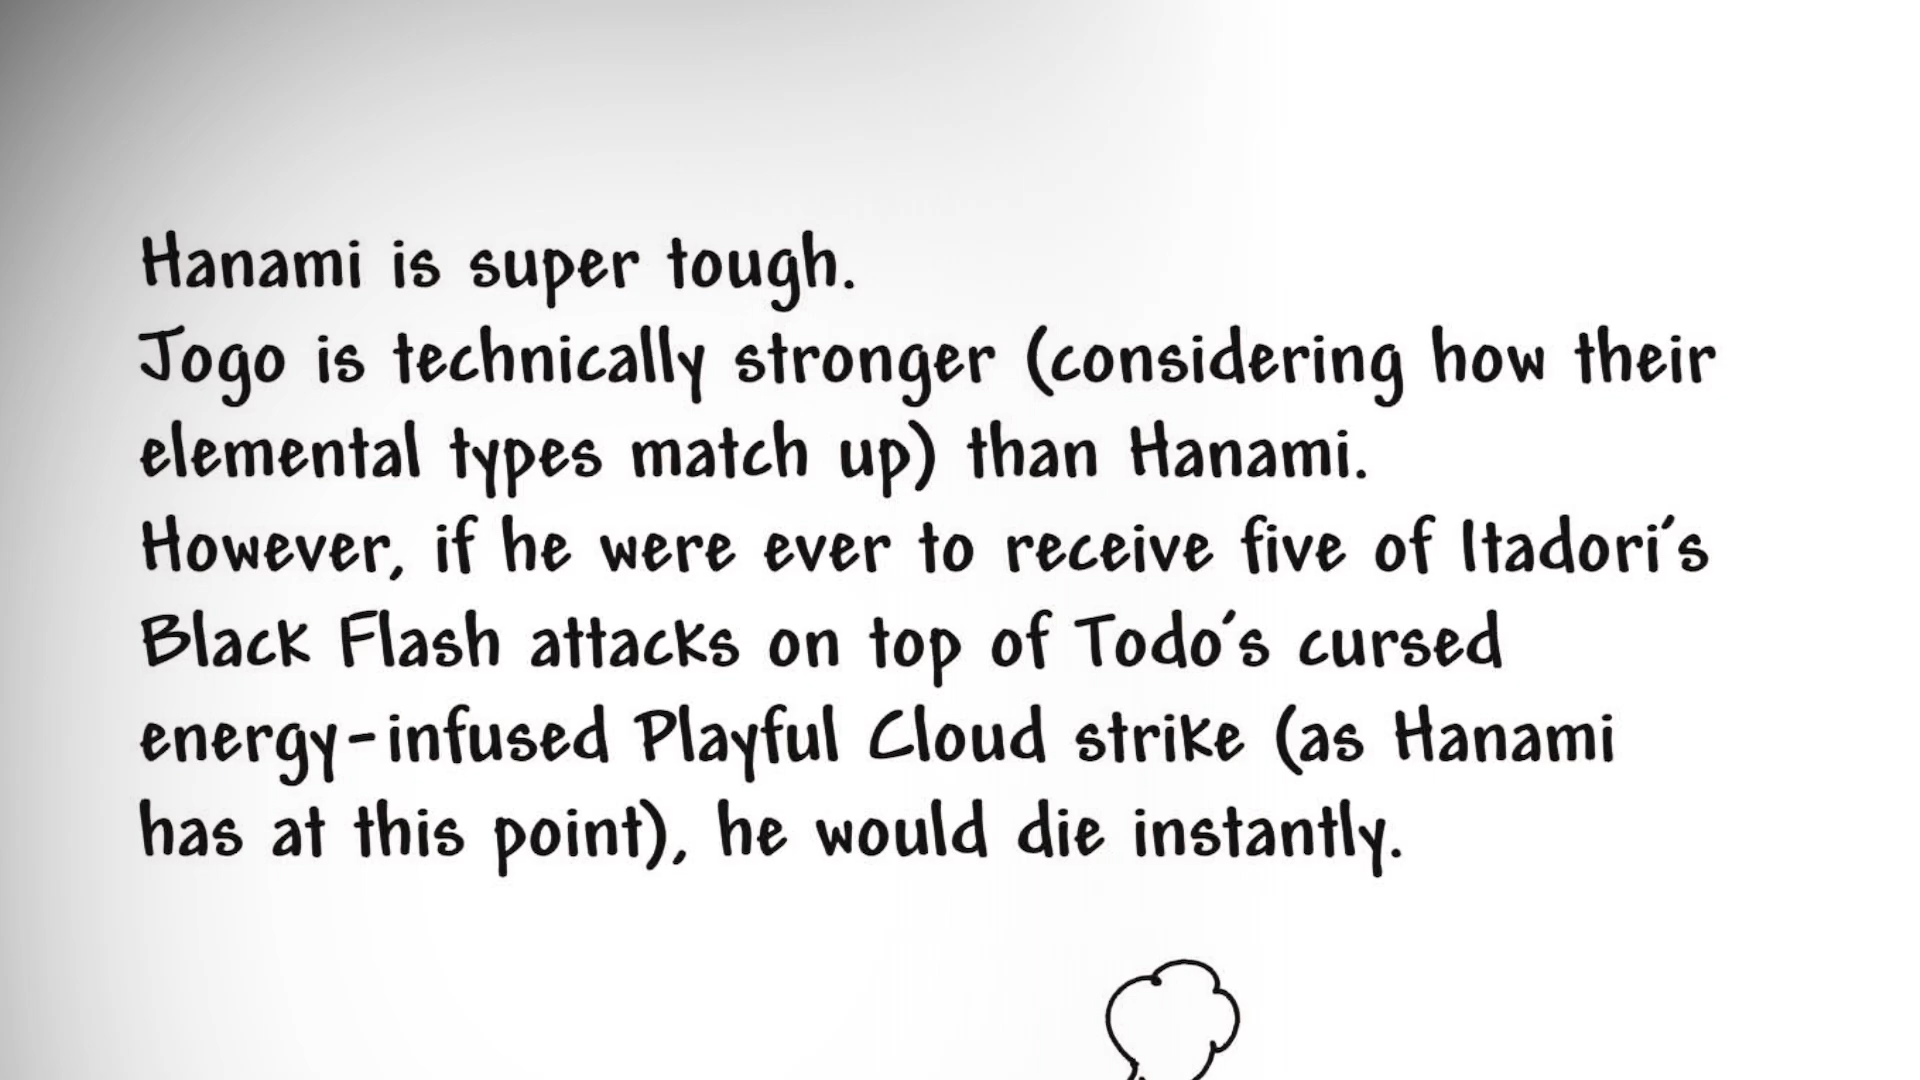 Hanami is super tough.
Jogo is technically stronger (considering how their
elemental types match up) than Hanami.
However, if he were ever to receive five of Itadori's
Black Flash attacks on top of Todo's cursed
energy-infused Playful Cloud strike (as Hanami
has at this point), he would die instantly.